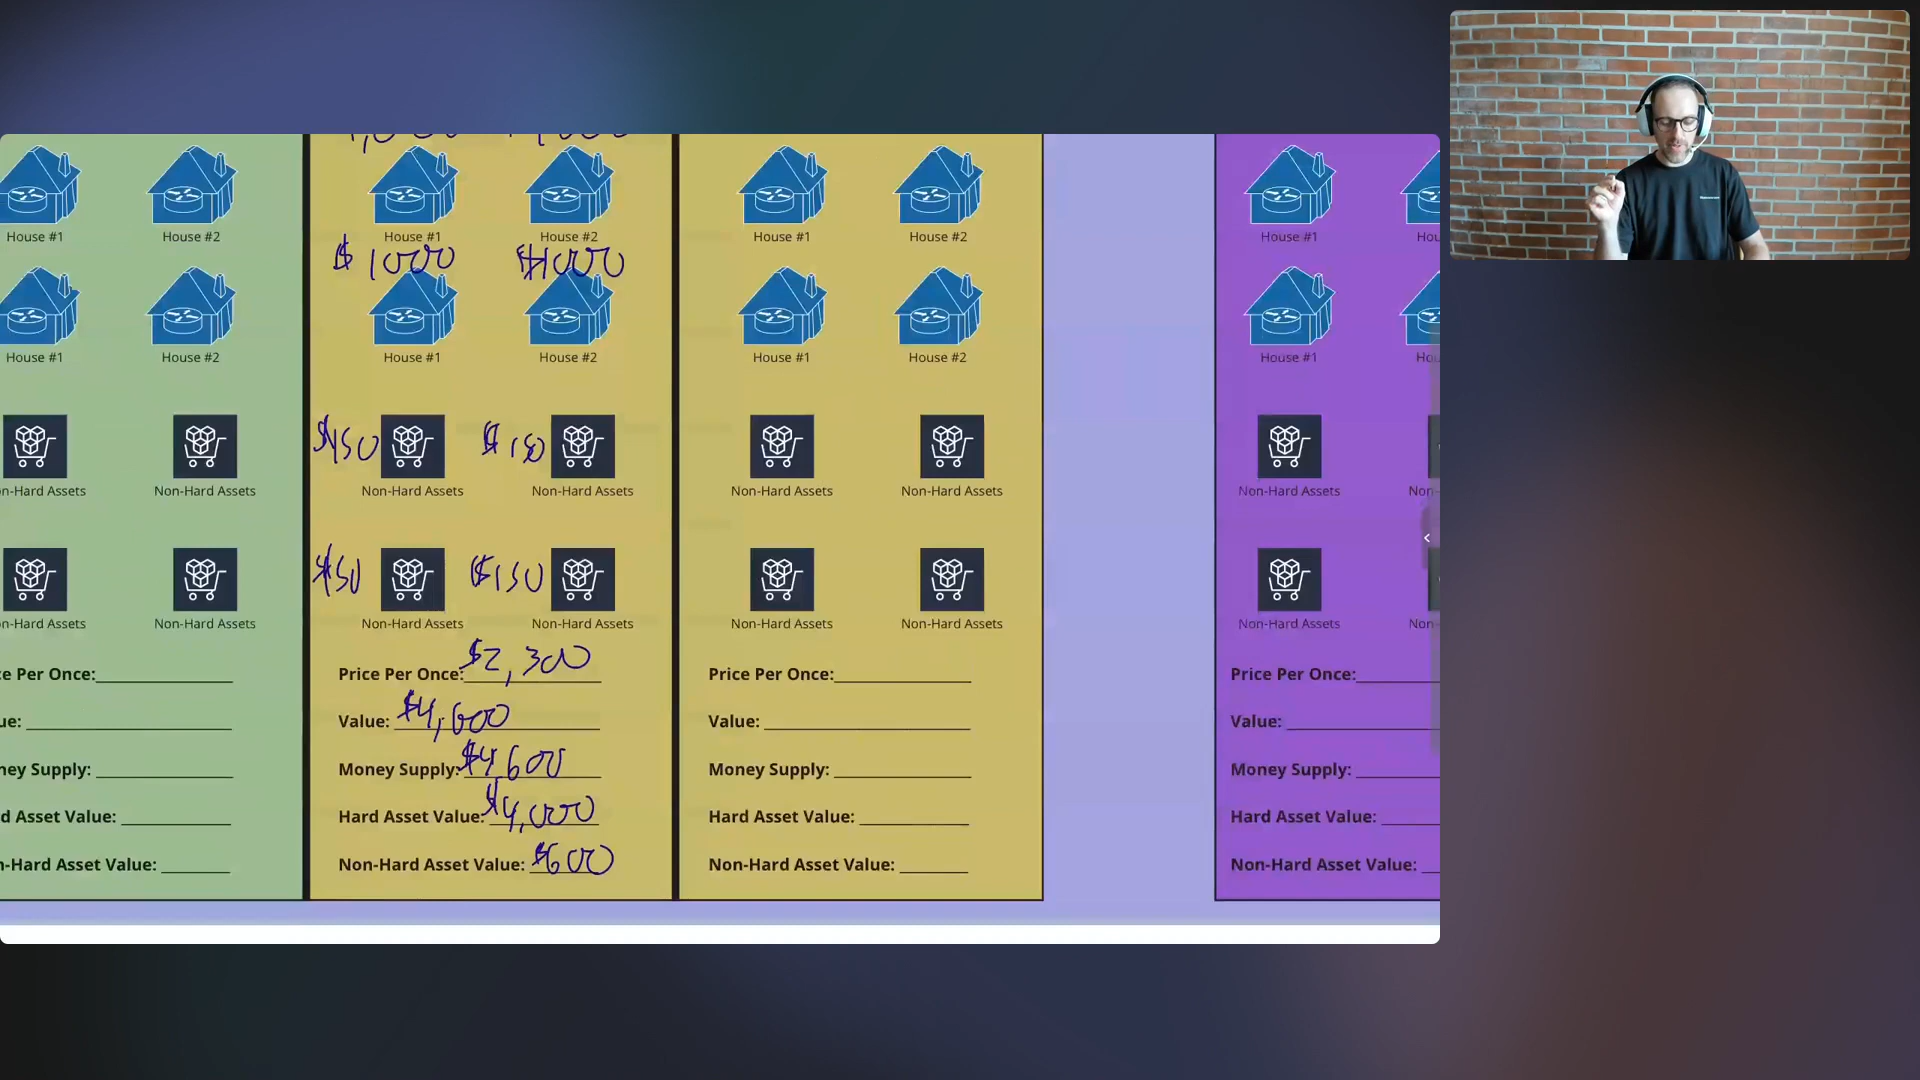 House #1 House #2 House #1 House #2 House #1 House #2 House #1 Hou
$ 1000 $1000
House #1 House #2 House #1 House #2 House #1 House #2 House #1 Hou
$150 $150
n-Hard Assets Non-Hard Assets Non-Hard Assets Non-Hard Assets Non-Hard Assets Non-Hard Assets Non-Hard Assets Non-
$150
n-Hard Assets Non-Hard Assets Non-Hard Assets Non-Hard Assets Non-Hard Assets Non-Hard Assets Non-Hard Assets Non-
e Per Once: Price Per Once: $2,300 Price Per Once: Price Per Once:
ue: Value: $4,600 Value: Value:
ney Supply: Money Supply: $4,600 Money Supply: Money Supply:
d Asset Value: Hard Asset Value: $4,000 Hard Asset Value: Hard Asset Value:
n-Hard Asset Value: Non-Hard Asset Value: $600 Non-Hard Asset Value: Non-Hard Asset Value: